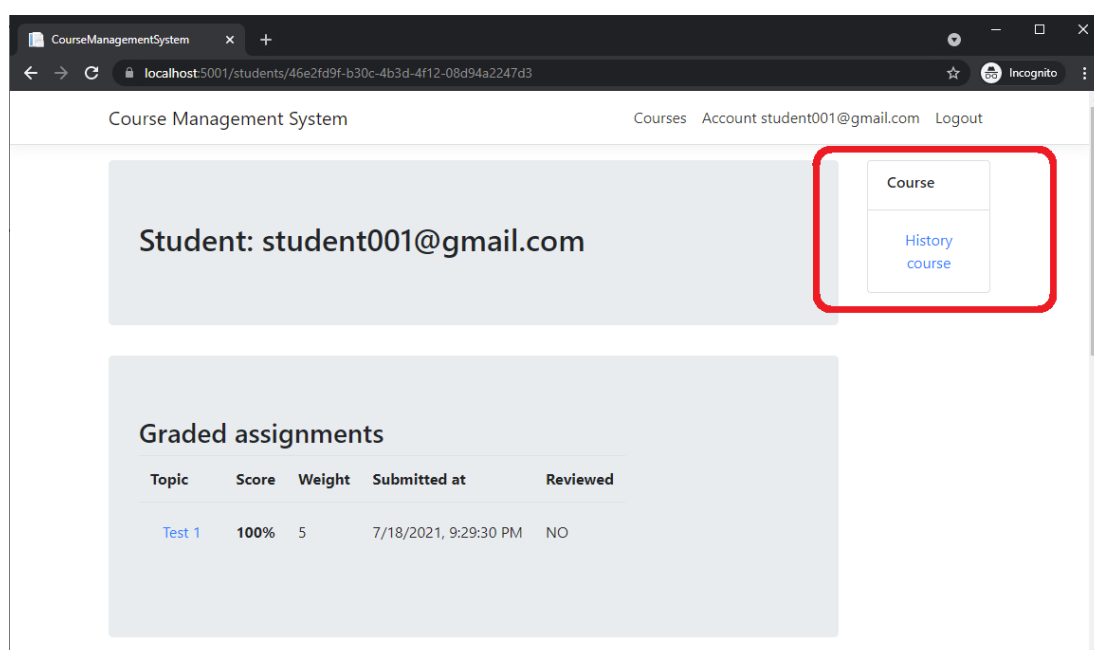 CourseManagementSystem
localhost:5001/students/46e2fd9f-b30c-4b3d-4f12-08d94a2247d3
Incognito
Course Management System
Courses Account student001@gmail.com Logout
Student: student001@gmail.com
Course
History
course
Graded assignments
Topic Score Weight Submitted at Reviewed
Test 1 100% 5 7/18/2021, 9:29:30 PM NO